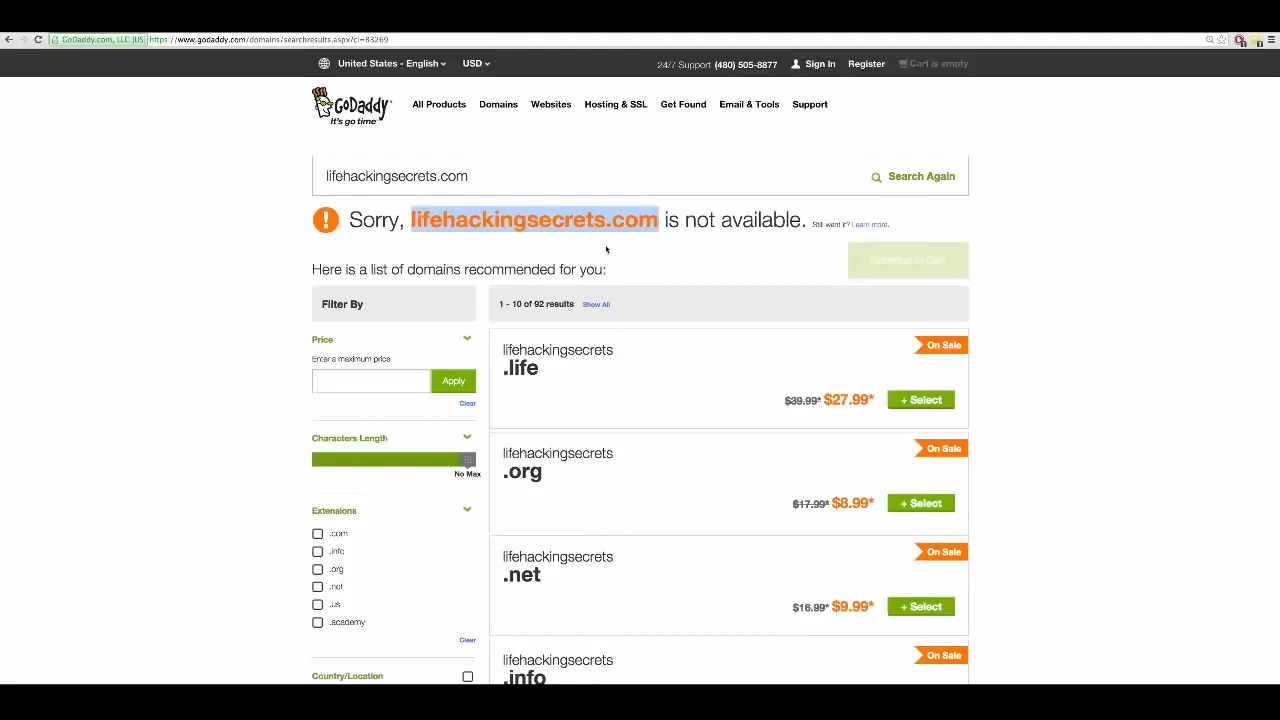 GoDaddy.com, LLC [US] https://www.godaddy.com/domains/searchresults.aspx?ci=83269
United States - English USD 24/7 Support (480) 505-8877 Sign In Register Cart is empty
GoDaddy
It's go time
All Products Domains Websites Hosting & SSL Get Found Email & Tools Support
lifehackingsecrets.com Search Again
Sorry, lifehackingsecrets.com is not available. Still want it? Learn more.
Continue to Cart
Here is a list of domains recommended for you:
Filter By
1 - 10 of 92 results Show All
Price
Enter a maximum price
Apply
Clear
Characters Length
No Max
Extensions
.com
.info
.org
.net
.us
.academy
Clear
Country/Location
lifehackingsecrets On Sale
.life
$39.99* $27.99* + Select
lifehackingsecrets On Sale
.org
$17.99* $8.99* + Select
lifehackingsecrets On Sale
.net
$16.99* $9.99* + Select
lifehackingsecrets On Sale
.info